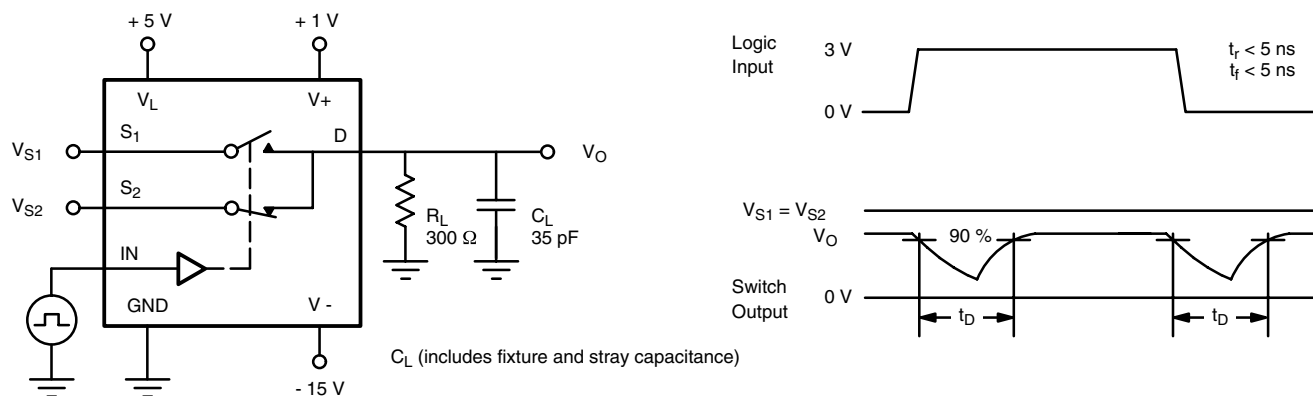 + 5 V
+ 1 V
V_L
V+
V_S1
S_1
D
V_O
V_S2
S_2
R_L
300 Ω
C_L
35 pF
IN
GND
V -
- 15 V
C_L (includes fixture and stray capacitance)
Logic
Input
3 V
0 V
t_r < 5 ns
t_f < 5 ns
V_S1 = V_S2
V_O
90 %
Switch
Output
0 V
t_D
t_D